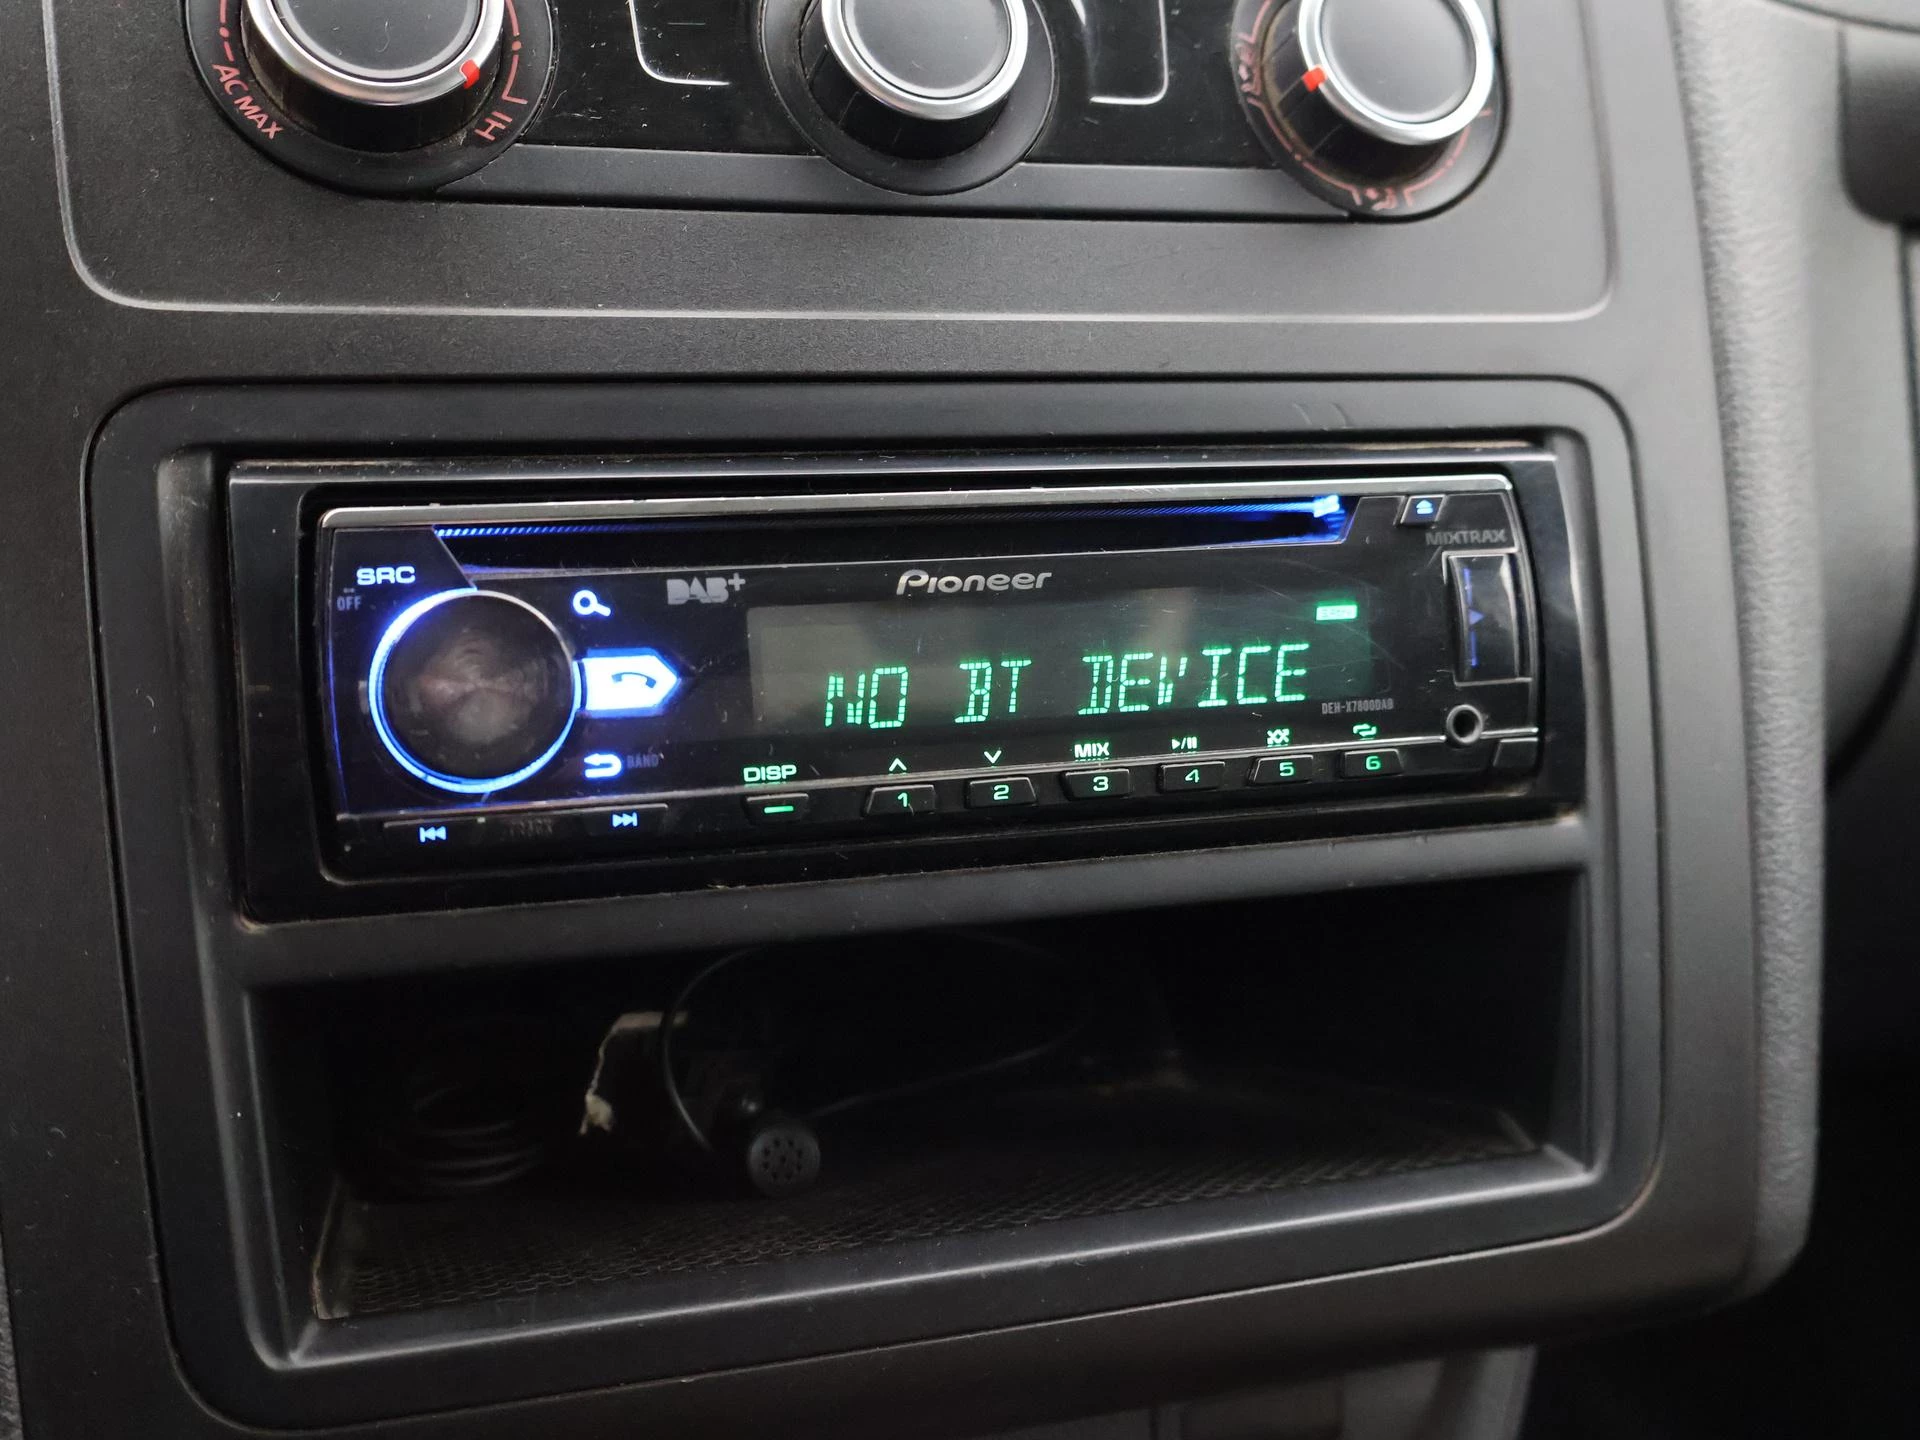 AC MAX
HI
MIXTRAX
SRC
OFF
DAB+
Pioneer
NO BT DEVICE
DEH-X7800DAB
BAND
DISP
MIX
1
2
3
4
5
6
TRACK